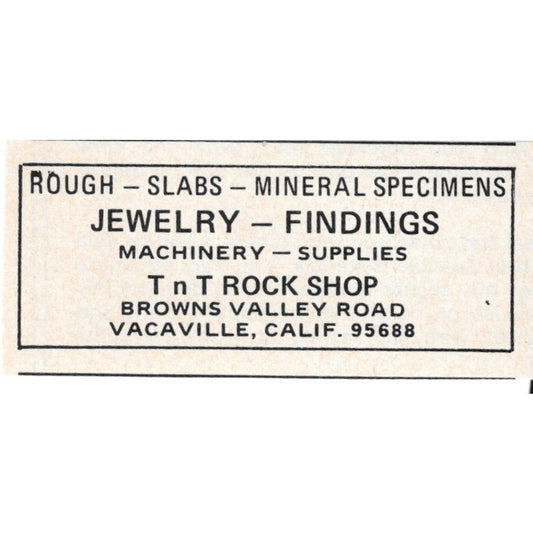 ROUGH – SLABS – MINERAL SPECIMENS
JEWELRY – FINDINGS
MACHINERY – SUPPLIES
T n T ROCK SHOP
BROWNS VALLEY ROAD
VACAVILLE, CALIF. 95688